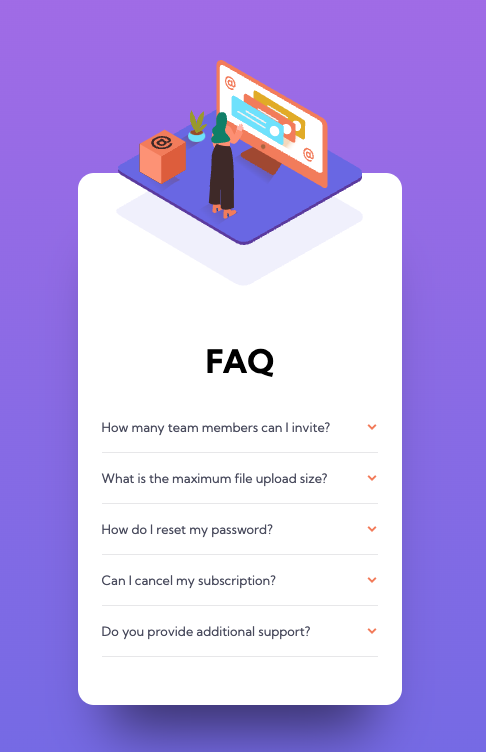 @
@
@
FAQ
How many team members can I invite?
What is the maximum file upload size?
How do I reset my password?
Can I cancel my subscription?
Do you provide additional support?